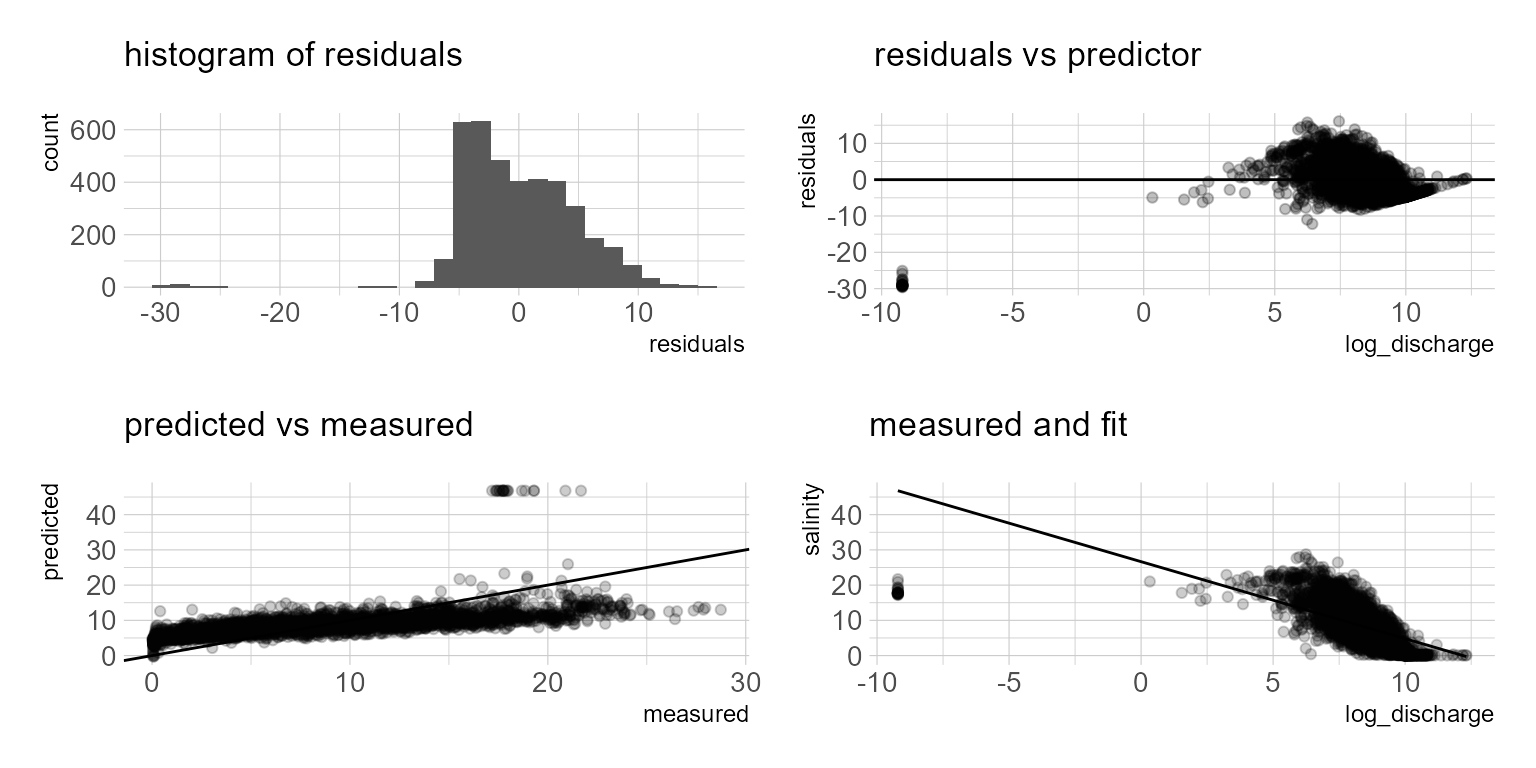 histogram of residuals
count
600
400
200
0
-30 -20 -10 0 10
residuals
residuals vs predictor
residuals
10
0
-10
-20
-30
-10 -5 0 5 10
log_discharge
predicted vs measured
predicted
40
30
20
10
0
0 10 20 30
measured
measured and fit
salinity
40
30
20
10
0
-10 -5 0 5 10
log_discharge